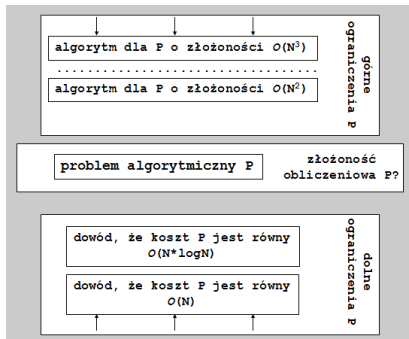 algorytm dla P o złożoności O(N³)
....................................
algorytm dla P o złożoności O(N²)
górne
ograniczenia P
problem algorytmiczny P
złożoność
obliczeniowa P?
dowód, że koszt P jest równy
O(N*logN)
dowód, że koszt P jest równy
O(N)
dolne
ograniczenia P